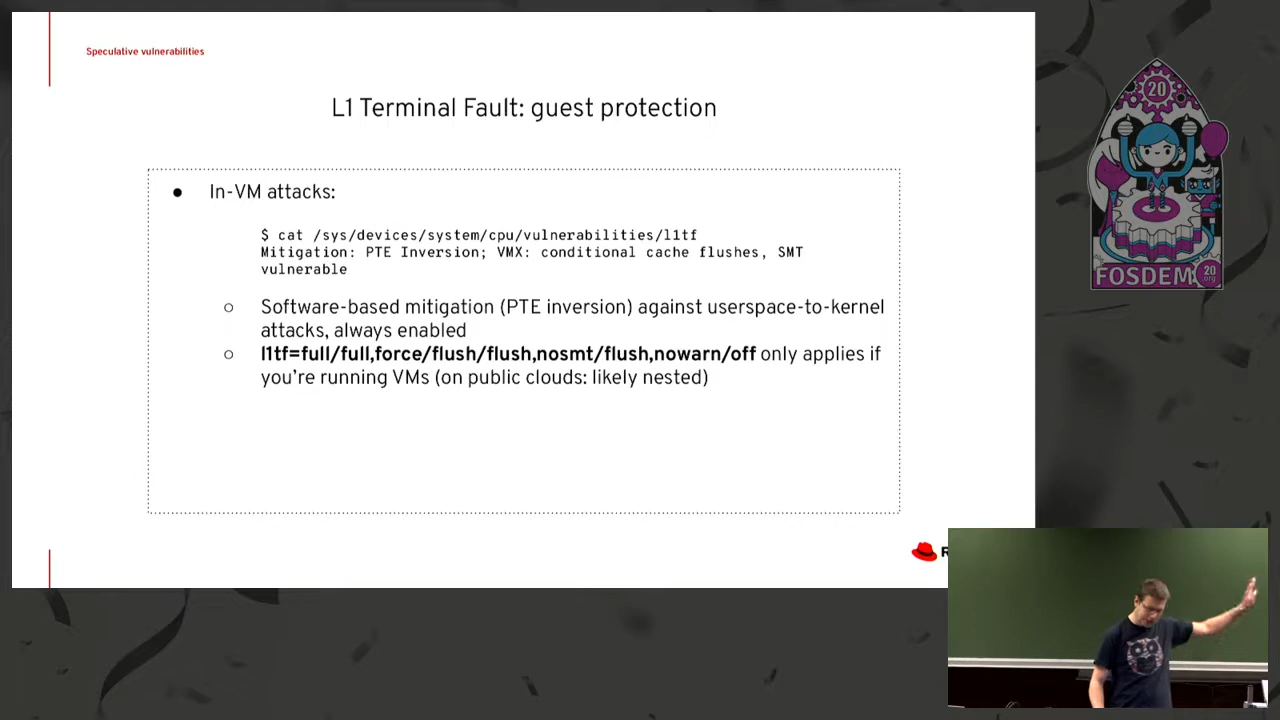 Speculative vulnerabilities
L1 Terminal Fault: guest protection
● In-VM attacks:
$ cat /sys/devices/system/cpu/vulnerabilities/l1tf
Mitigation: PTE Inversion; VMX: conditional cache flushes, SMT
vulnerable
○ Software-based mitigation (PTE inversion) against userspace-to-kernel
attacks, always enabled
○ l1tf=full/full,force/flush/flush,nosmt/flush,nowarn/off only applies if
you're running VMs (on public clouds: likely nested)
20
FOSDEM
20
.org